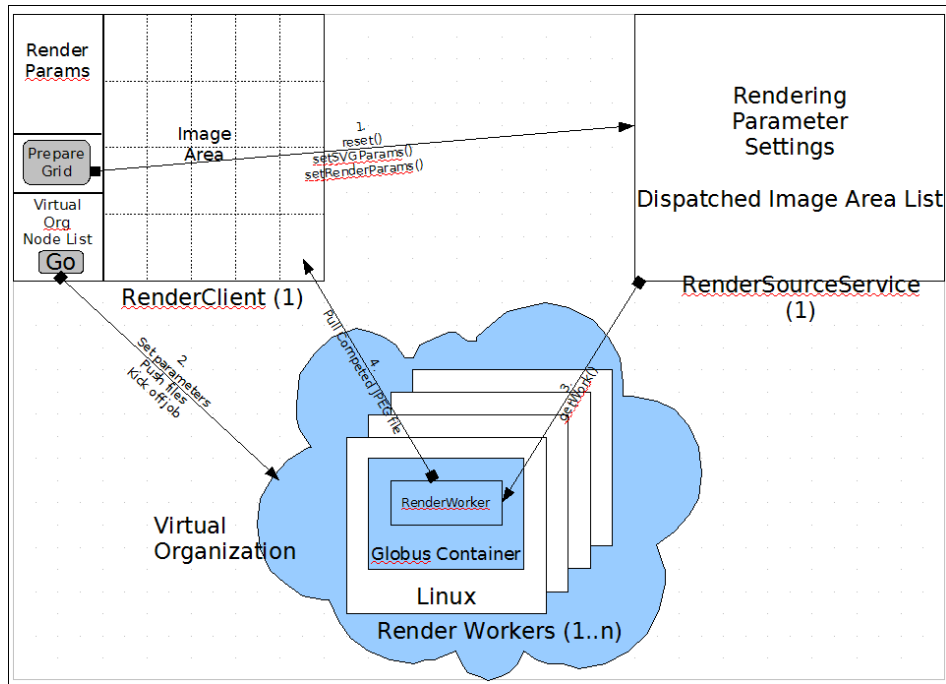 Render
Params
Prepare
Grid
Virtual
Org
Node List
Go
Image
Area
RenderClient (1)
1.
reset()
setSVGParams()
setRenderParams()
Rendering
Parameter
Settings
Dispatched Image Area List
RenderSourceService
(1)
2.
Set parameters
Push files
Kick off job
4.
Pull Competed JPEG file
3.
getWork()
RenderWorker
Globus Container
Linux
Virtual
Organization
Render Workers (1..n)